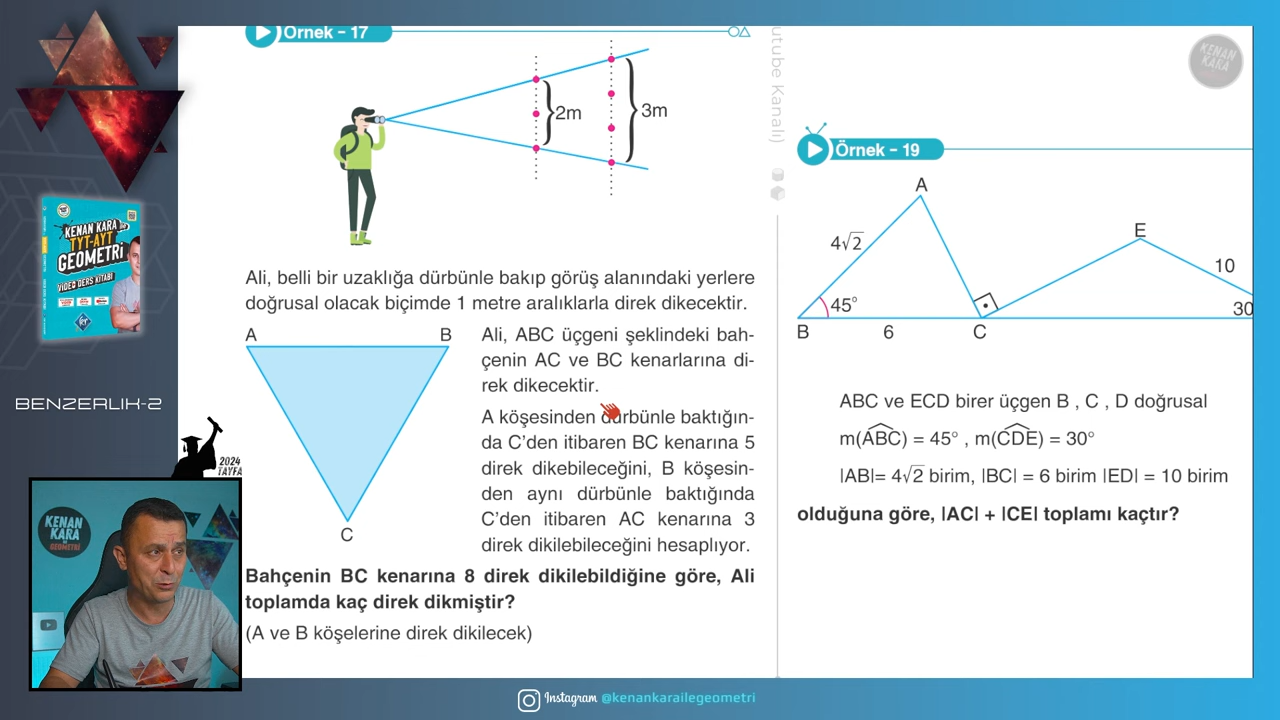 Örnek - 17
2m
3m
Ali, belli bir uzaklığa dürbünle bakıp görüş alanındaki yerlere
doğrusal olacak biçimde 1 metre aralıklarla direk dikecektir.
A
B
C
Ali, ABC üçgeni şeklindeki bah-
çenin AC ve BC kenarlarına di-
rek dikecektir.
A köşesinden dürbünle baktığın-
da C'den itibaren BC kenarına 5
direk dikebileceğini, B köşesin-
den aynı dürbünle baktığında
C'den itibaren AC kenarına 3
direk dikilebileceğini hesaplıyor.
Bahçenin BC kenarına 8 direk dikilebildiğine göre, Ali
toplamda kaç direk dikmiştir?
(A ve B köşelerine direk dikilecek)
utube Kanalı)
KENAN
KARA
Örnek - 19
A
E
4√2
10
45°
30
B
6
C
ABC ve ECD birer üçgen B , C , D doğrusal
m(ABC) = 45° , m(CDE) = 30°
|AB|= 4√2 birim, |BC| = 6 birim |ED| = 10 birim
olduğuna göre, |AC| + |CE| toplamı kaçtır?
KENAN KARA
TYT-AYT
GEOMETRİ
VİDEO DERS KİTABI
BENZERLIK-2
2024
TAYFA
KENAN
KARA
GEOMETRİ
Instagram @kenankarailegeometri